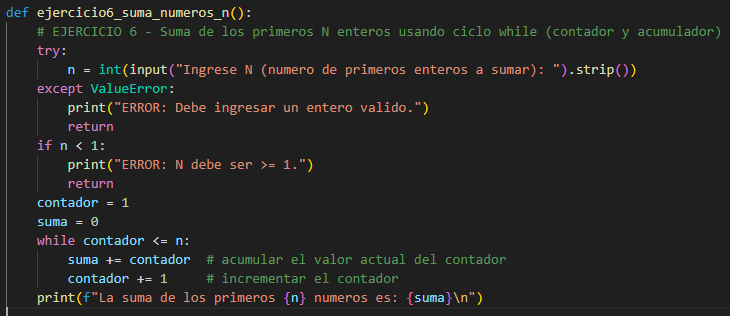 def ejercicio6_suma_numeros_n():
    # EJERCICIO 6 - Suma de los primeros N enteros usando ciclo while (contador y acumulador)
    try:
        n = int(input("Ingrese N (numero de primeros enteros a sumar): ").strip())
    except ValueError:
        print("ERROR: Debe ingresar un entero valido.")
        return
    if n < 1:
        print("ERROR: N debe ser >= 1.")
        return
    contador = 1
    suma = 0
    while contador <= n:
        suma += contador  # acumular el valor actual del contador
        contador += 1     # incrementar el contador
    print(f"La suma de los primeros {n} numeros es: {suma}\n")